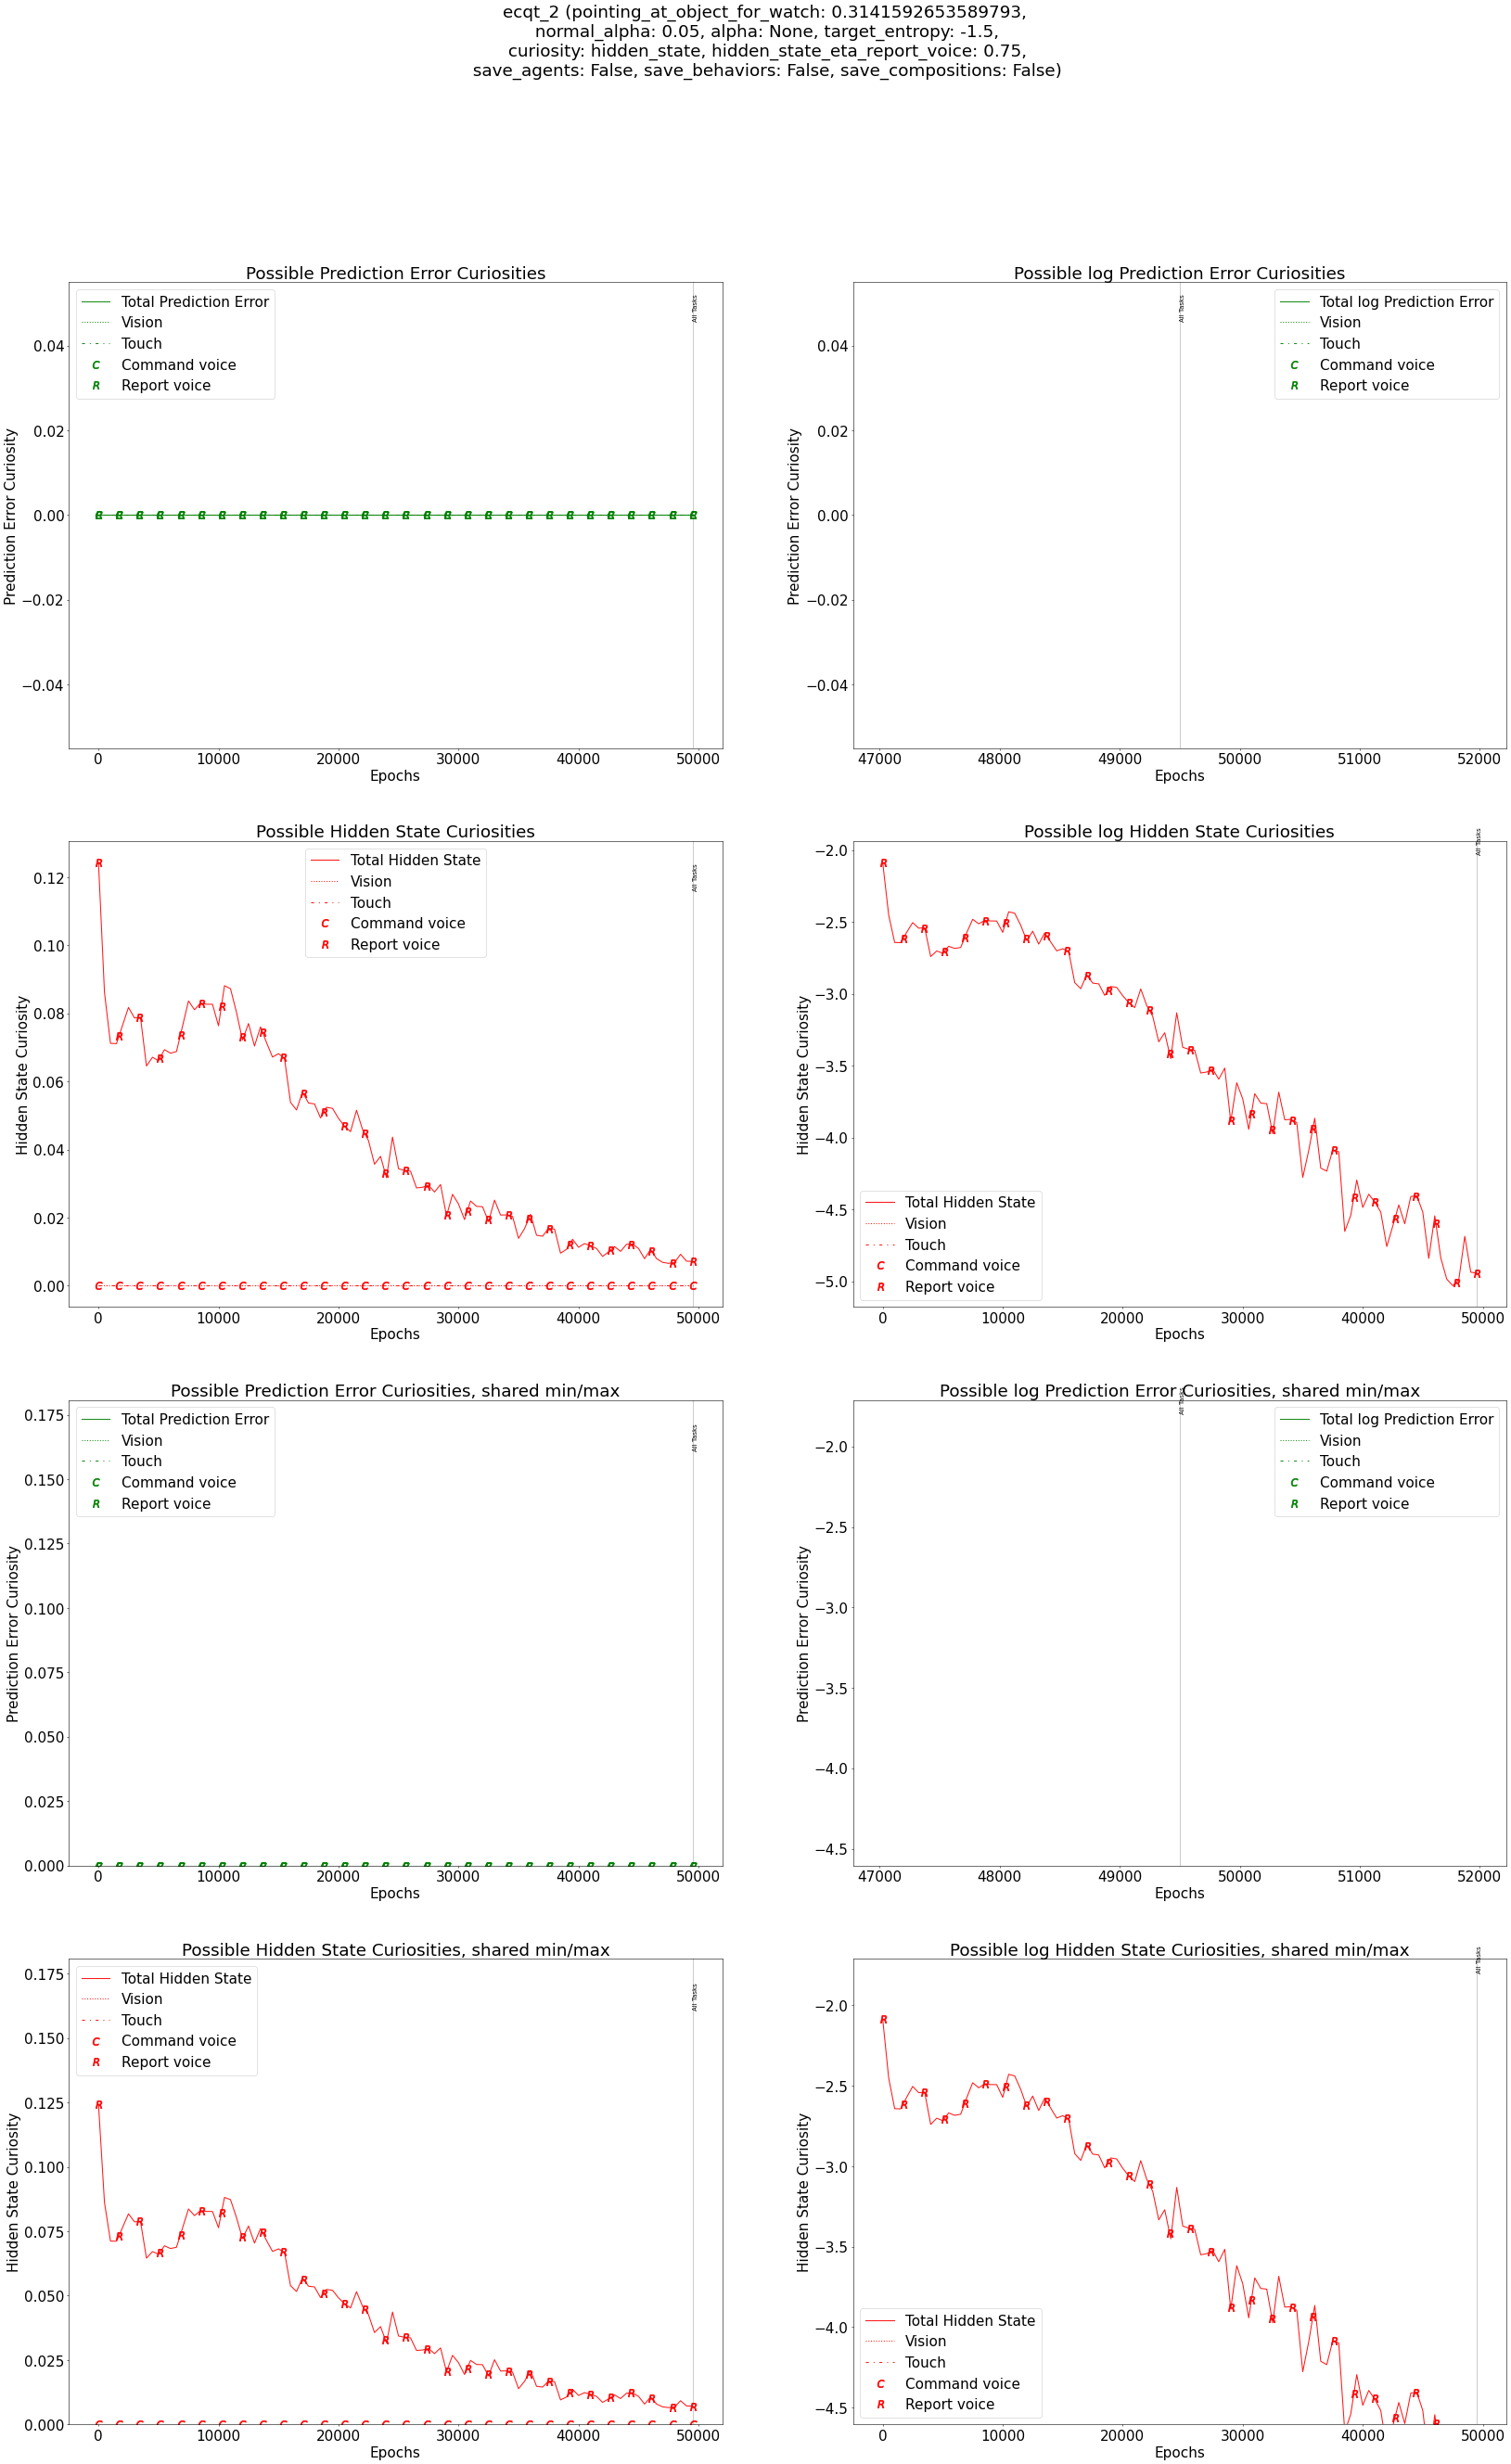 ecqt_2 (pointing_at_object_for_watch: 0.3141592653589793,
normal_alpha: 0.05, alpha: None, target_entropy: -1.5,
curiosity: hidden_state, hidden_state_eta_report_voice: 0.75,
save_agents: False, save_behaviors: False, save_compositions: False)
Possible Prediction Error Curiosities
Total Prediction Error
Vision
Touch
C Command voice
R Report voice
All Tasks
Prediction Error Curiosity
0.04
0.02
0.00
−0.02
−0.04
0 10000 20000 30000 40000 50000
Epochs
Possible log Prediction Error Curiosities
Total log Prediction Error
Vision
Touch
C Command voice
R Report voice
All Tasks
Prediction Error Curiosity
0.04
0.02
0.00
−0.02
−0.04
47000 48000 49000 50000 51000 52000
Epochs
Possible Hidden State Curiosities
Total Hidden State
Vision
Touch
C Command voice
R Report voice
All Tasks
Hidden State Curiosity
0.12
0.10
0.08
0.06
0.04
0.02
0.00
0 10000 20000 30000 40000 50000
Epochs
Possible log Hidden State Curiosities
Total Hidden State
Vision
Touch
C Command voice
R Report voice
All Tasks
Hidden State Curiosity
−2.0
−2.5
−3.0
−3.5
−4.0
−4.5
−5.0
0 10000 20000 30000 40000 50000
Epochs
Possible Prediction Error Curiosities, shared min/max
Total Prediction Error
Vision
Touch
C Command voice
R Report voice
All Tasks
Prediction Error Curiosity
0.175
0.150
0.125
0.100
0.075
0.050
0.025
0.000
0 10000 20000 30000 40000 50000
Epochs
Possible log Prediction Error Curiosities, shared min/max
Total log Prediction Error
Vision
Touch
C Command voice
R Report voice
All Tasks
Prediction Error Curiosity
−2.0
−2.5
−3.0
−3.5
−4.0
−4.5
47000 48000 49000 50000 51000 52000
Epochs
Possible Hidden State Curiosities, shared min/max
Total Hidden State
Vision
Touch
C Command voice
R Report voice
All Tasks
Hidden State Curiosity
0.175
0.150
0.125
0.100
0.075
0.050
0.025
0.000
0 10000 20000 30000 40000 50000
Epochs
Possible log Hidden State Curiosities, shared min/max
Total Hidden State
Vision
Touch
C Command voice
R Report voice
All Tasks
Hidden State Curiosity
−2.0
−2.5
−3.0
−3.5
−4.0
−4.5
0 10000 20000 30000 40000 50000
Epochs